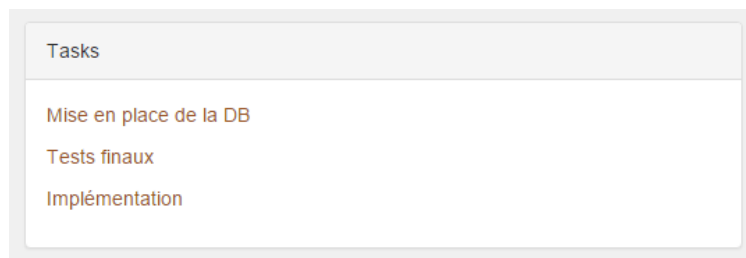 Tasks
Mise en place de la DB
Tests finaux
Implémentation